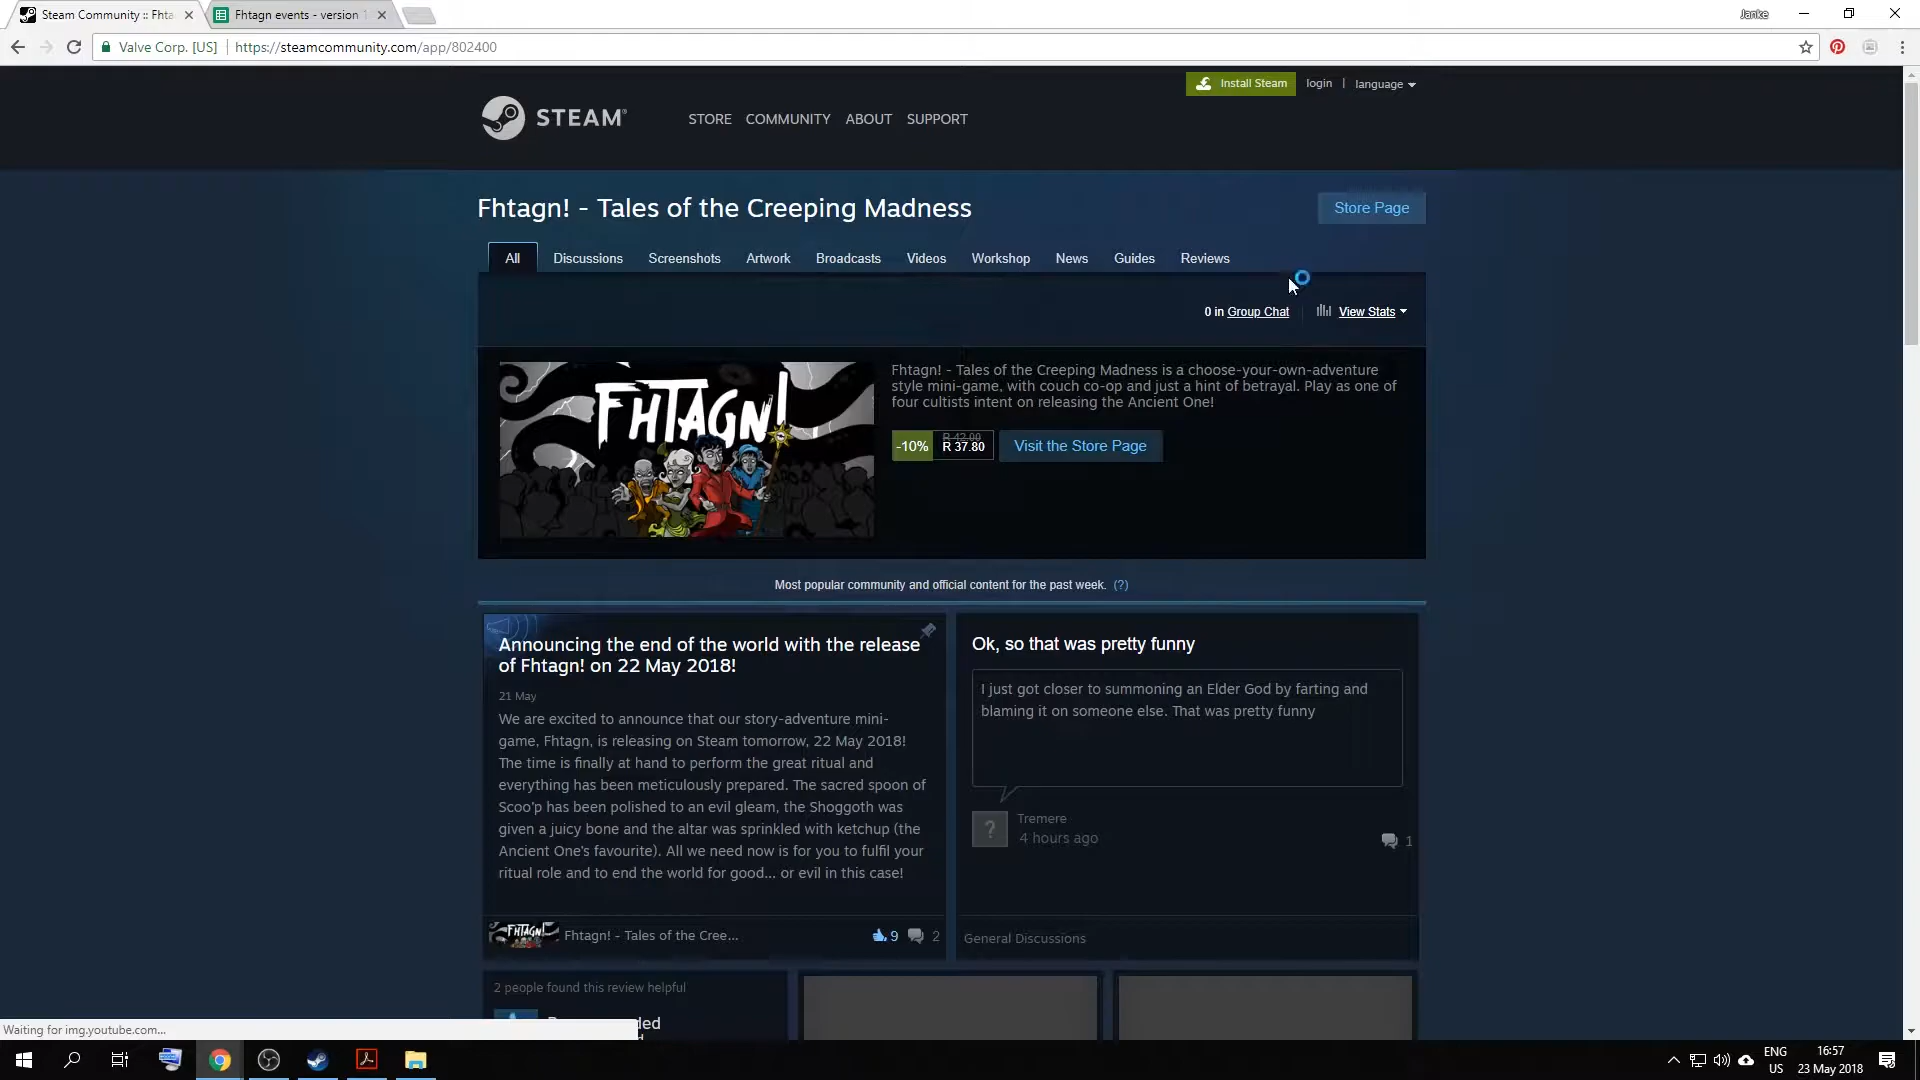 Steam Community :: Fhta
Fhtagn events - version 1
Janke
Valve Corp. [US]
https://steamcommunity.com/app/802400
Install Steam
login
language
STEAM
STORE COMMUNITY ABOUT SUPPORT
Fhtagn! - Tales of the Creeping Madness
Store Page
All Discussions Screenshots Artwork Broadcasts Videos Workshop News Guides Reviews
0 in Group Chat
View Stats
FHTAGN!
Fhtagn! - Tales of the Creeping Madness is a choose-your-own-adventure
style mini-game, with couch co-op and just a hint of betrayal. Play as one of
four cultists intent on releasing the Ancient One!
-10%
R 42.00
R 37.80
Visit the Store Page
Most popular community and official content for the past week. (?)
Announcing the end of the world with the release
of Fhtagn! on 22 May 2018!
21 May
We are excited to announce that our story-adventure mini-
game, Fhtagn, is releasing on Steam tomorrow, 22 May 2018!
The time is finally at hand to perform the great ritual and
everything has been meticulously prepared. The sacred spoon of
Scoo'p has been polished to an evil gleam, the Shoggoth was
given a juicy bone and the altar was sprinkled with ketchup (the
Ancient One's favourite). All we need now is for you to fulfil your
ritual role and to end the world for good... or evil in this case!
FHTAGN!
Fhtagn! - Tales of the Cree...
9
2
Ok, so that was pretty funny
I just got closer to summoning an Elder God by farting and
blaming it on someone else. That was pretty funny
?
Tremere
4 hours ago
1
General Discussions
2 people found this review helpful
Waiting for img.youtube.com...
ENG
US
16:57
23 May 2018